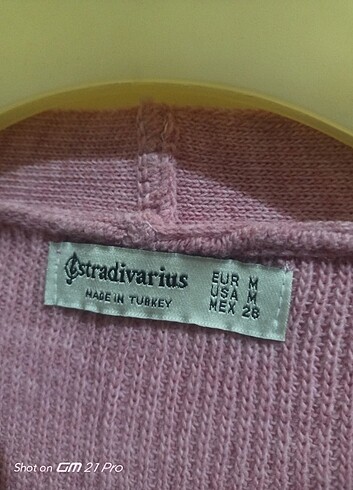 Stradivarius
MADE IN TURKEY
EUR M
USA M
MEX 28
Shot on GM 21 Pro